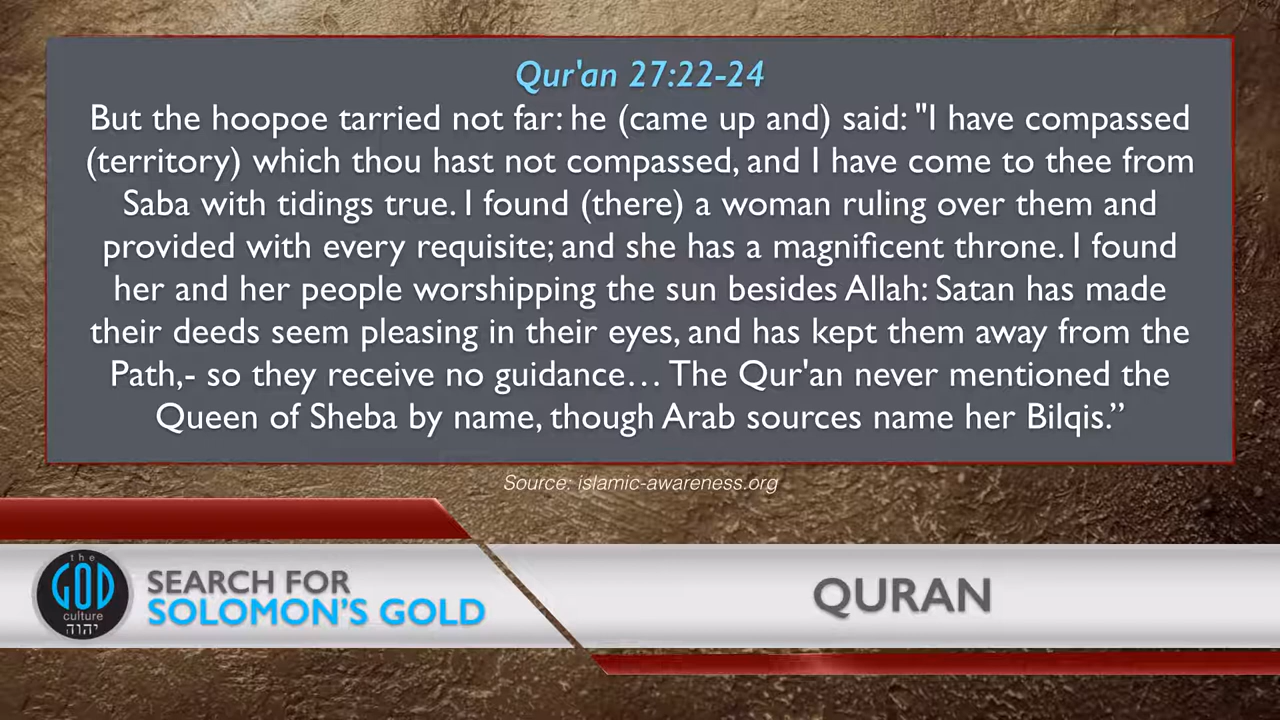 Qur'an 27:22-24
But the hoopoe tarried not far: he (came up and) said: "I have compassed
(territory) which thou hast not compassed, and I have come to thee from
Saba with tidings true. I found (there) a woman ruling over them and
provided with every requisite; and she has a magnificent throne. I found
her and her people worshipping the sun besides Allah: Satan has made
their deeds seem pleasing in their eyes, and has kept them away from the
Path,- so they receive no guidance… The Qur'an never mentioned the
Queen of Sheba by name, though Arab sources name her Bilqis.”
Source: islamic-awareness.org
the
GOD
culture
יהוה
SEARCH FOR
SOLOMON'S GOLD
QURAN